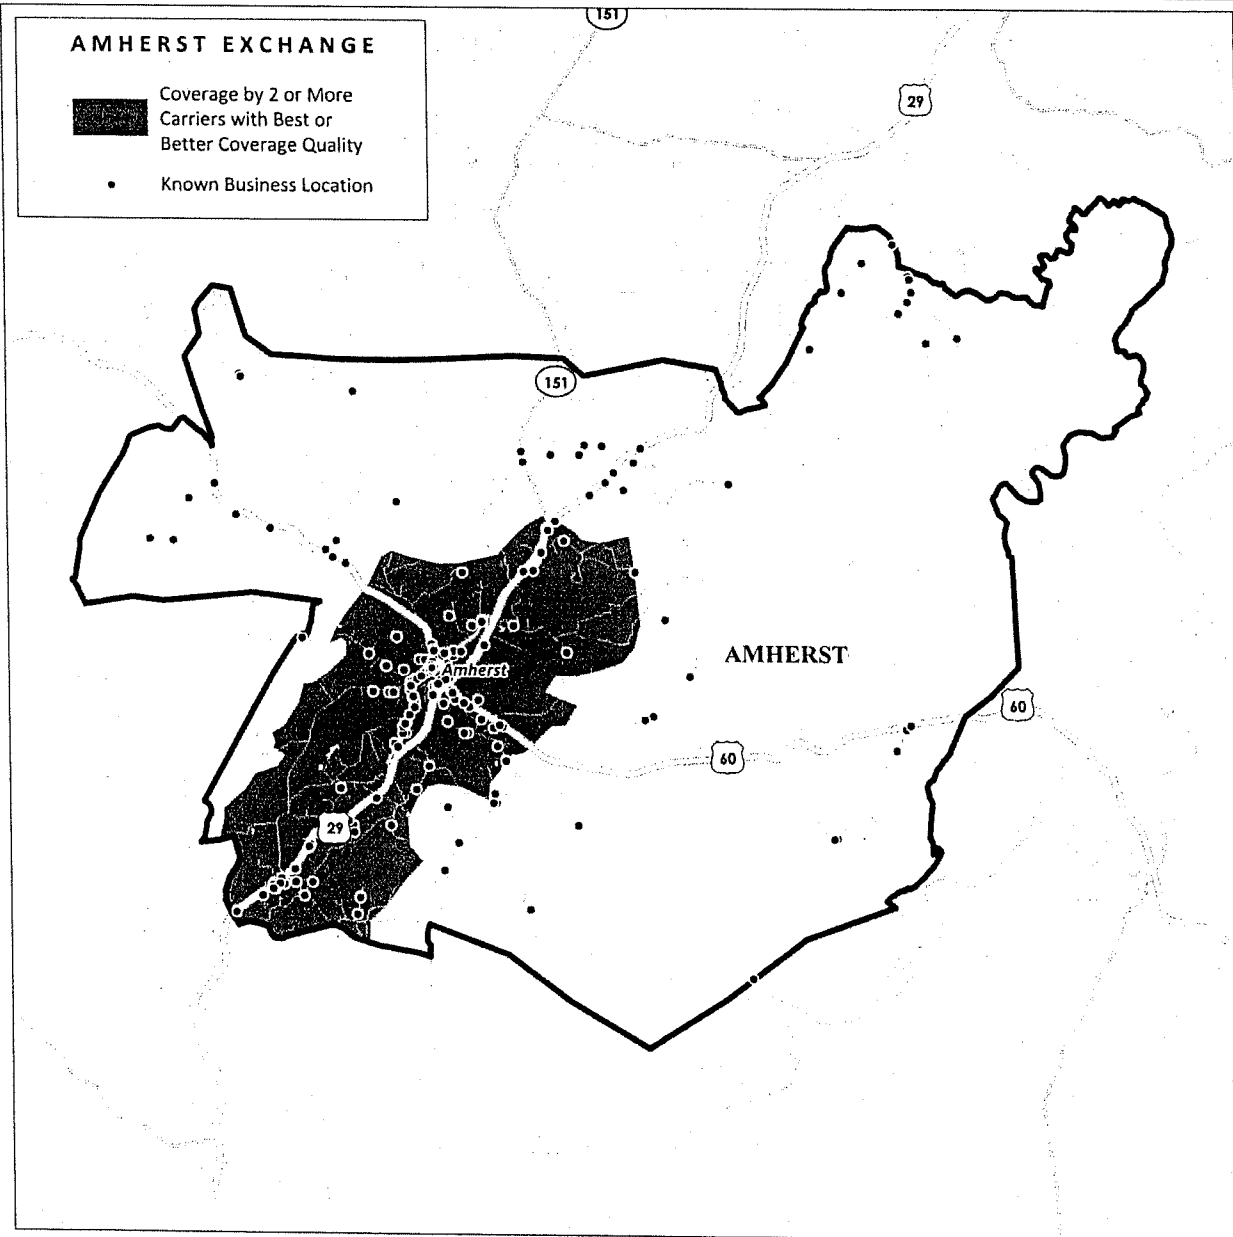 151
AMHERST EXCHANGE
Coverage by 2 or More
Carriers with Best or
Better Coverage Quality
Known Business Location
29
151
AMHERST
Amherst
60
60
29